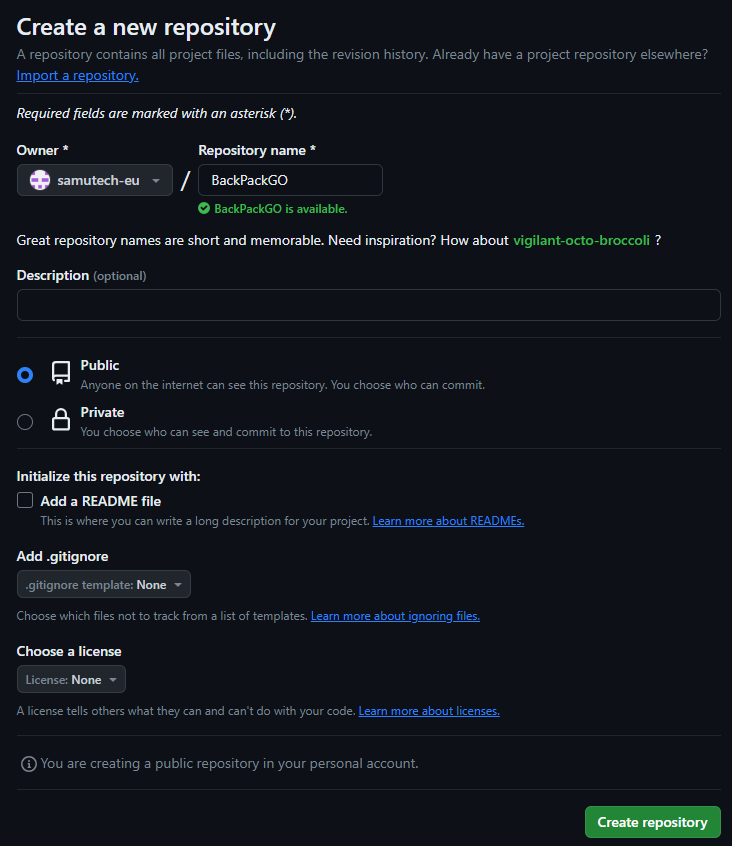 Create a new repository
A repository contains all project files, including the revision history. Already have a project repository elsewhere?
Import a repository.
Required fields are marked with an asterisk (*).
Owner * Repository name *
samutech-eu / BackPackGO
BackPackGO is available.
Great repository names are short and memorable. Need inspiration? How about vigilant-octo-broccoli ?
Description (optional)
Public
Anyone on the internet can see this repository. You choose who can commit.
Private
You choose who can see and commit to this repository.
Initialize this repository with:
Add a README file
This is where you can write a long description for your project. Learn more about READMEs.
Add .gitignore
.gitignore template: None
Choose which files not to track from a list of templates. Learn more about ignoring files.
Choose a license
License: None
A license tells others what they can and can't do with your code. Learn more about licenses.
You are creating a public repository in your personal account.
Create repository